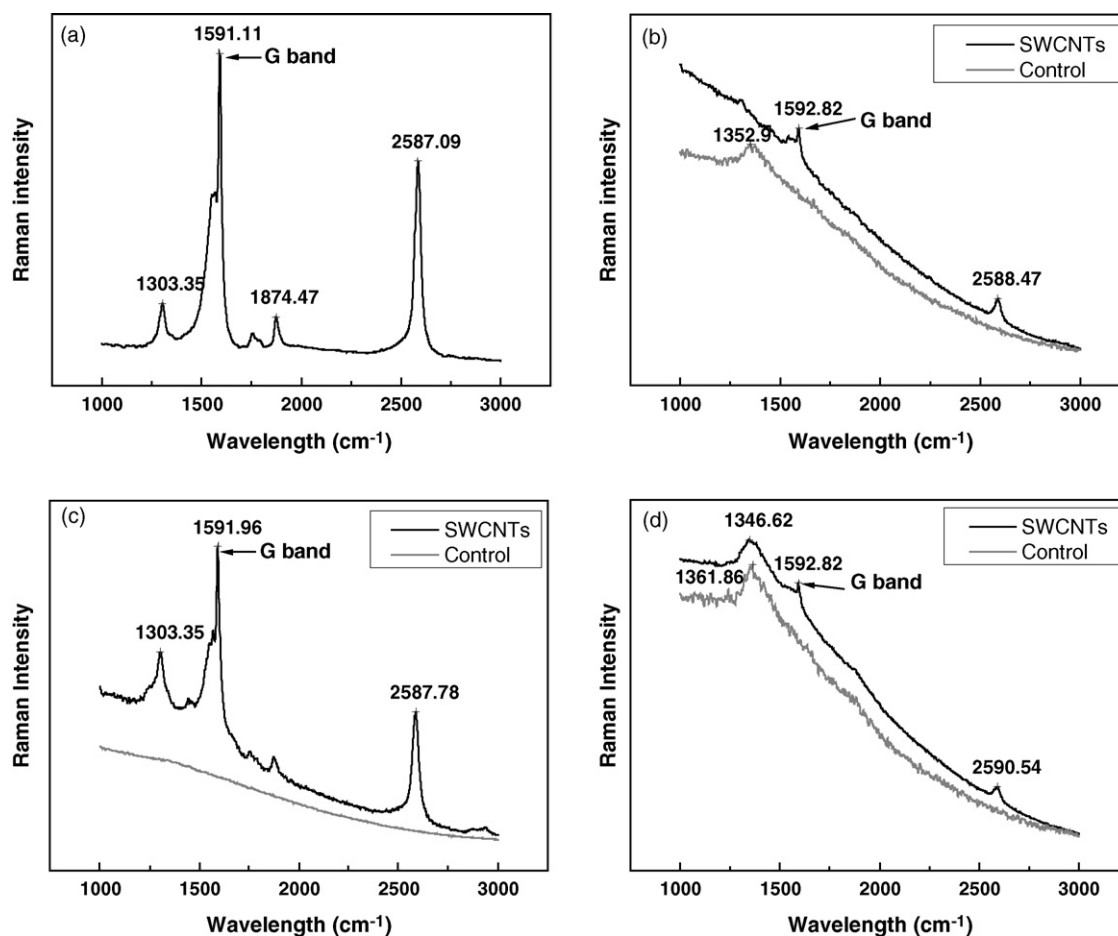 (a)
1591.11
G band
2587.09
1303.35
1874.47
Raman intensity
1000 1500 2000 2500 3000
Wavelength (cm-1)
(b)
SWCNTs
Control
1592.82
G band
1352.9
2588.47
Raman intensity
1000 1500 2000 2500 3000
Wavelength (cm-1)
(c)
SWCNTs
Control
1591.96
G band
1303.35
2587.78
Raman Intensity
1000 1500 2000 2500 3000
Wavelength (cm-1)
(d)
SWCNTs
Control
1346.62
1592.82
G band
1361.86
2590.54
Raman Intensity
1000 1500 2000 2500 3000
Wavelength (cm-1)